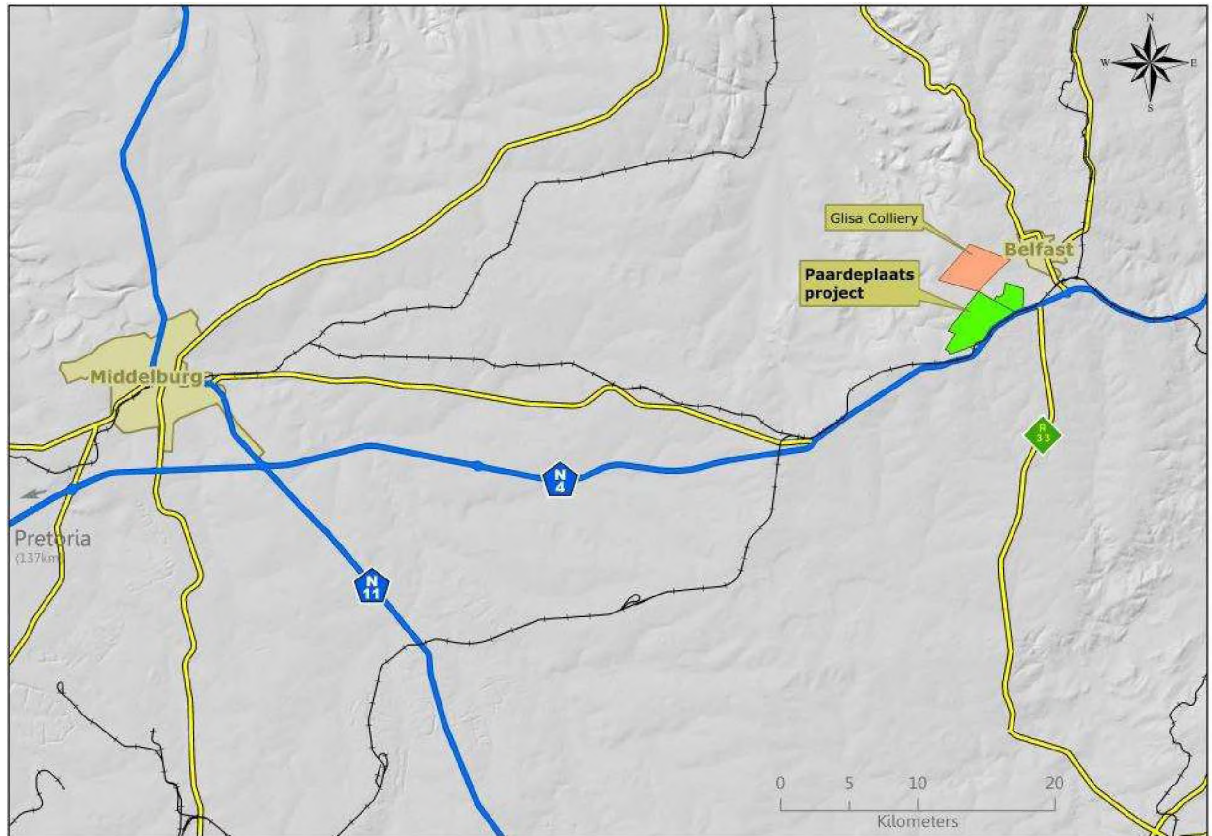 N
W E
S
Glisa Colliery
Belfast
Paardeplaats
project
Middelburg
R
33
N
4
Pretoria
(137km)
N
11
0 5 10 20
Kilometers